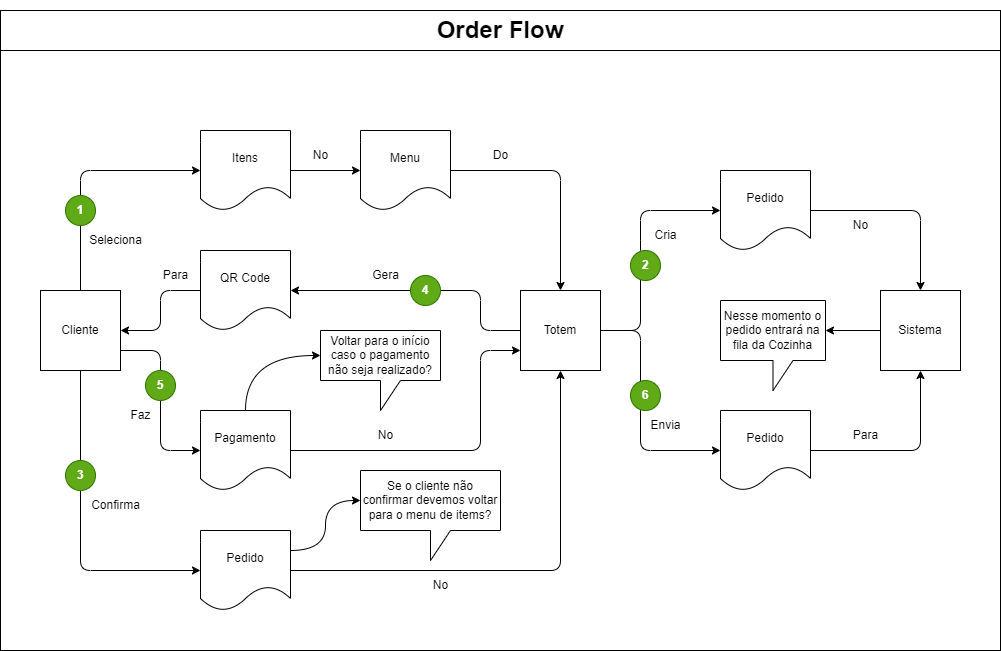 Order Flow
Itens
No
Menu
Do
1
Seleciona
Pedido
No
Cria
2
Para
QR Code
Gera
4
Cliente
Totem
Sistema
Nesse momento o
pedido entrará na
fila da Cozinha
Voltar para o início
caso o pagamento
não seja realizado?
5
Faz
Pagamento
No
6
Envia
Pedido
Para
3
Confirma
Se o cliente não
confirmar devemos voltar
para o menu de items?
Pedido
No